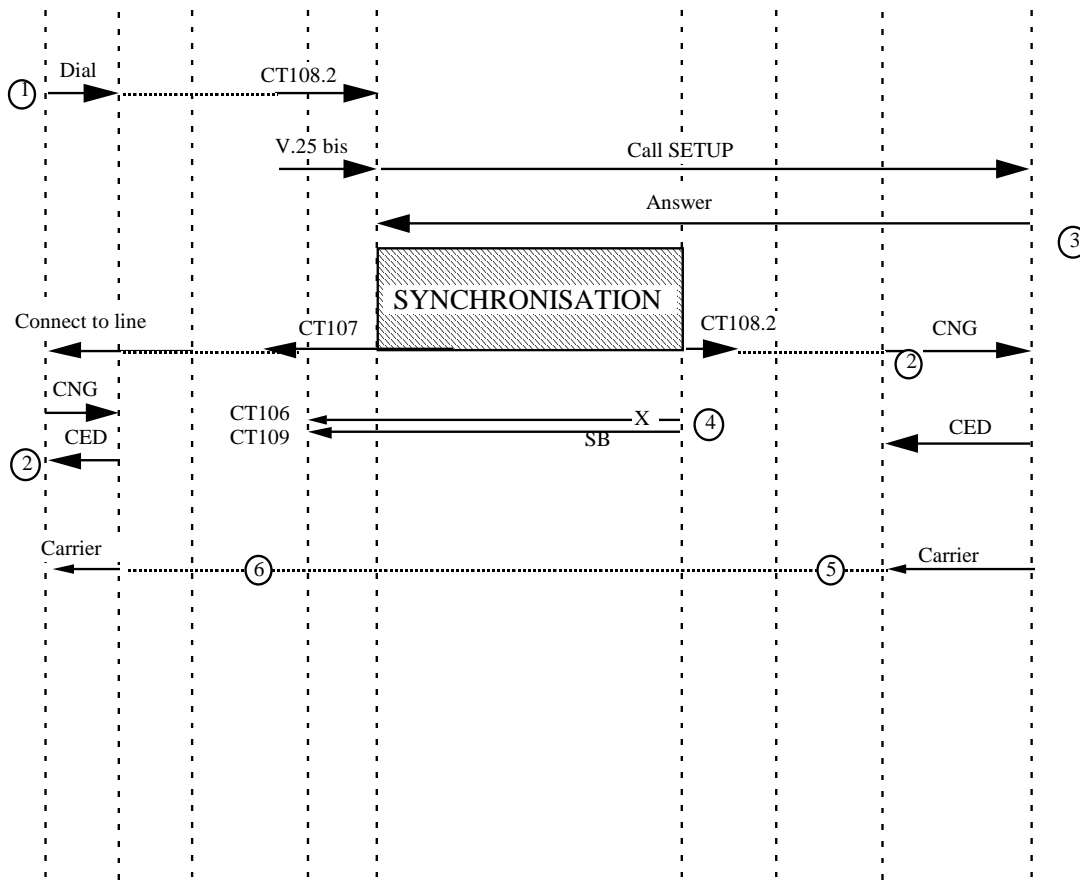 Dial
CT108.2
1
V.25 bis
Call SETUP
Answer
3
SYNCHRONISATION
Connect to line
CT107
CT108.2
CNG
2
CNG
CT106
X
4
CT109
SB
CED
CED
2
Carrier
6
5
Carrier